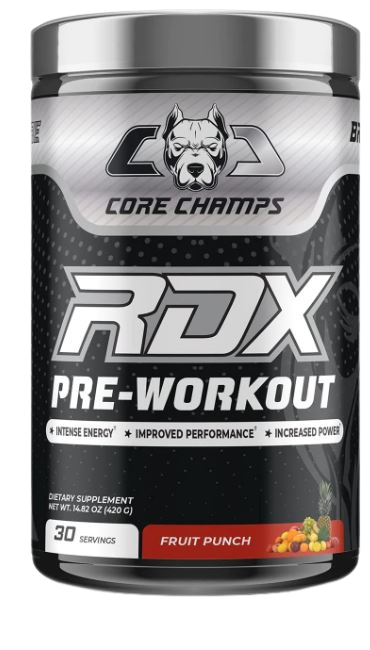 CORE CHAMPS
RDX
PRE-WORKOUT
★ INTENSE ENERGY† ★ IMPROVED PERFORMANCE† ★ INCREASED POWER†
DIETARY SUPPLEMENT
NET WT. 14.82 OZ (420 G)
30 SERVINGS
FRUIT PUNCH